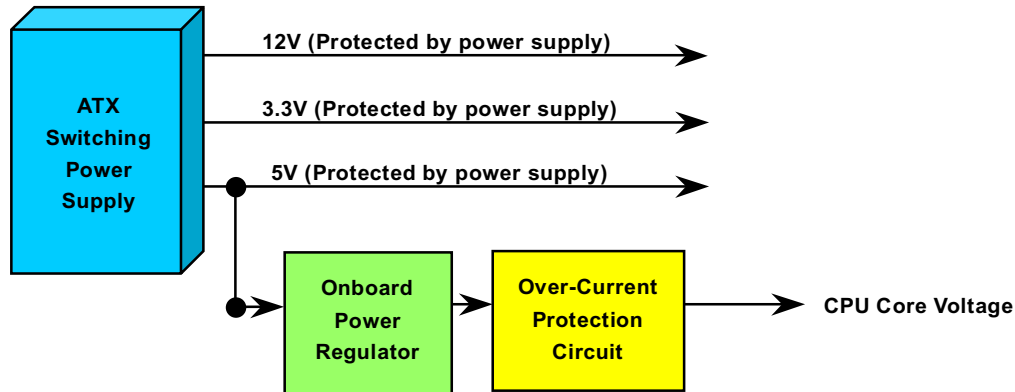 12V (Protected by power supply)
ATX
Switching
Power
Supply
3.3V (Protected by power supply)
5V (Protected by power supply)
Onboard
Power
Regulator
Over-Current
Protection
Circuit
CPU Core Voltage